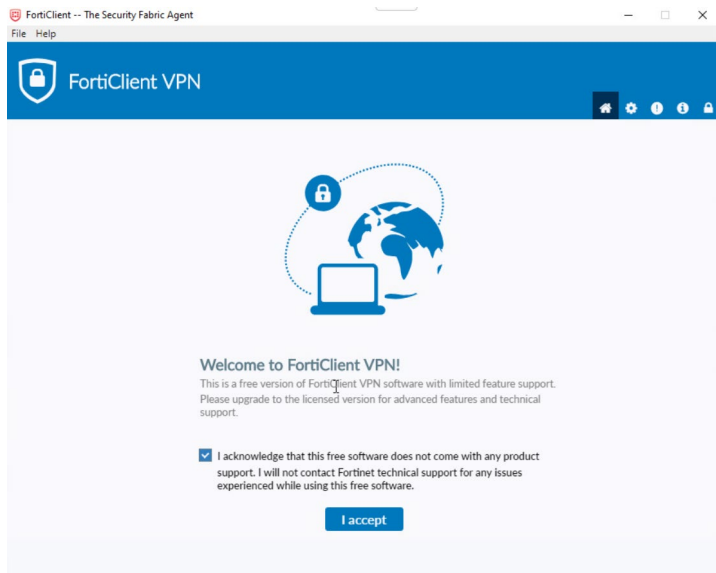 FortiClient -- The Security Fabric Agent
File Help
FortiClient VPN
Welcome to FortiClient VPN!
This is a free version of FortiClient VPN software with limited feature support.
Please upgrade to the licensed version for advanced features and technical
support.
I acknowledge that this free software does not come with any product
support. I will not contact Fortinet technical support for any issues
experienced while using this free software.
I accept